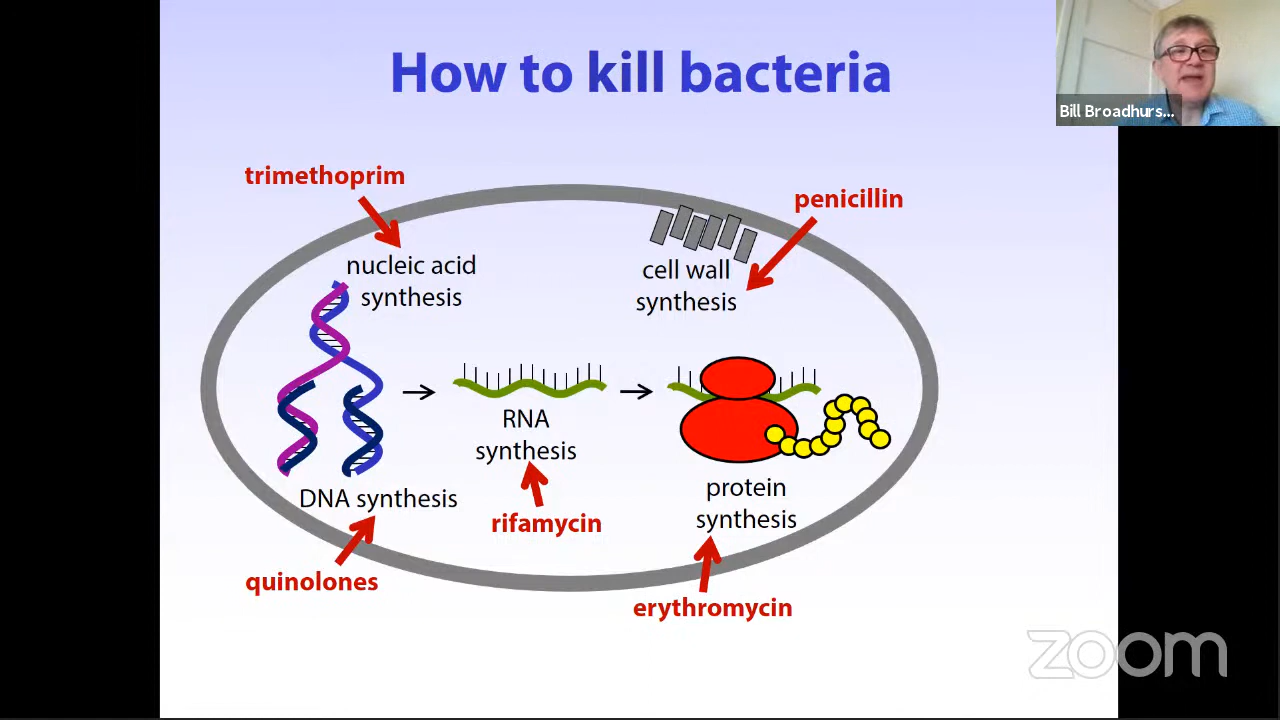 How to kill bacteria
Bill Broadhurs...
trimethoprim
penicillin
nucleic acid
synthesis
cell wall
synthesis
RNA
synthesis
DNA synthesis
protein
synthesis
rifamycin
quinolones
erythromycin
zoom